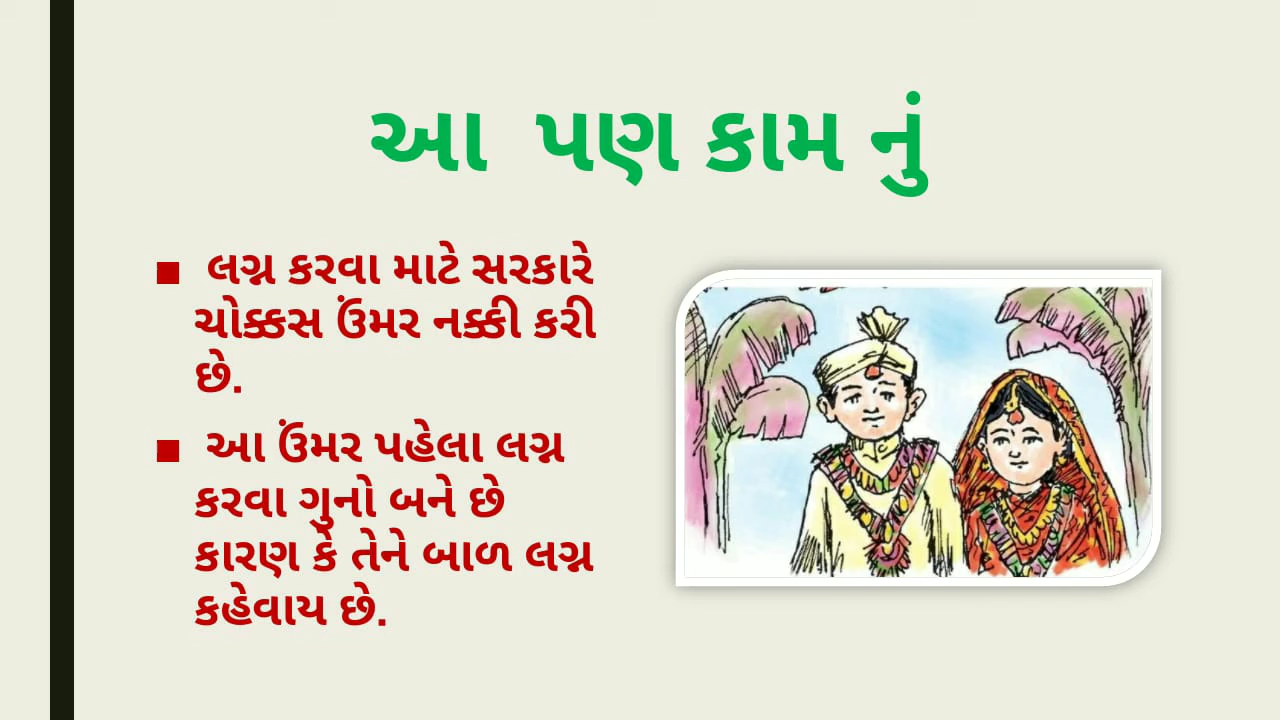 આ પણ કામ નું
■ લગ્ન કરવા માટે સરકારે
ચોક્કસ ઉંમર નક્કી કરી
છે.
■ આ ઉંમર પહેલા લગ્ન
કરવા ગુનો બને છે
કારણ કે તેને બાળ લગ્ન
કહેવાય છે.